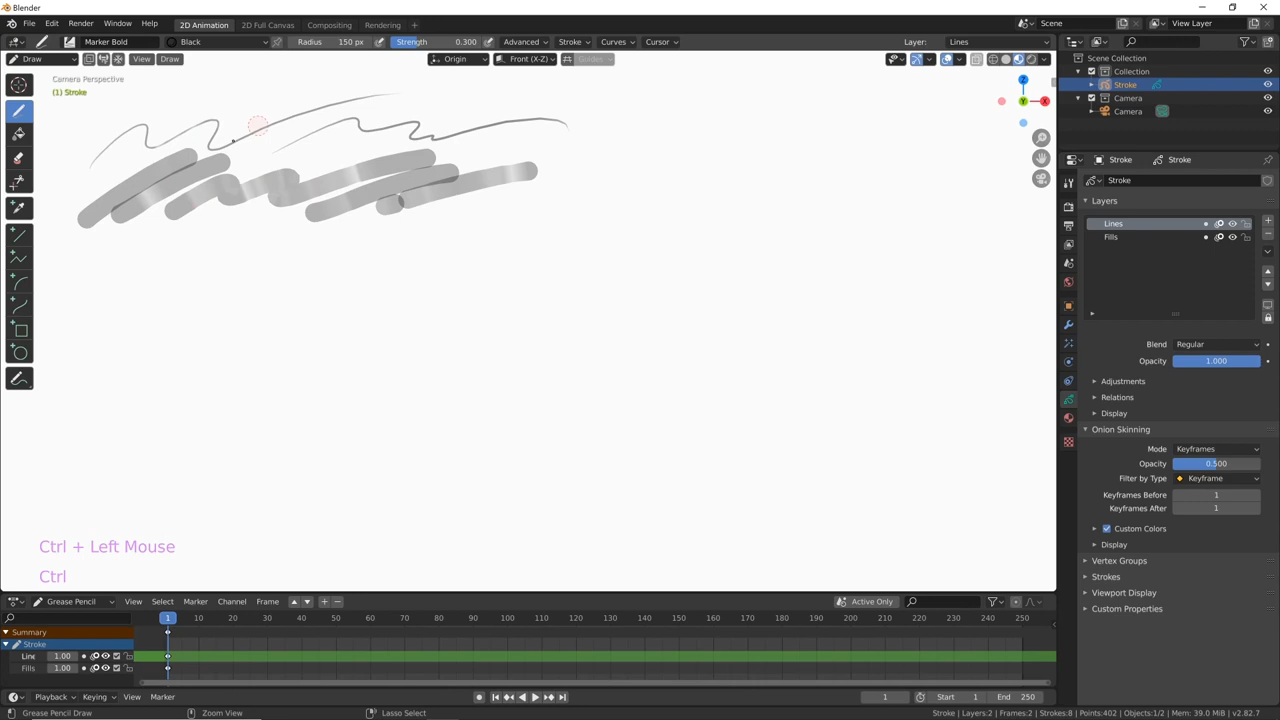 Blender
File Edit Render Window Help 2D Animation 2D Full Canvas Compositing Rendering Scene View Layer
Marker Bold Black Radius 150 px Strength 0.300 Advanced Stroke Curves Cursor Layer: Lines
Draw View Draw Origin Front (X-Z) Guides
Camera Perspective
(1) Stroke
Z
Y X
Scene Collection
Collection
Stroke
Camera
Camera
Stroke Stroke
Stroke
Layers
Lines
Fills
Blend Regular
Opacity 1.000
Adjustments
Relations
Display
Onion Skinning
Mode Keyframes
Opacity 0.500
Filter by Type Keyframe
Keyframes Before 1
Keyframes After 1
Custom Colors
Display
Vertex Groups
Strokes
Viewport Display
Custom Properties
Ctrl + Left Mouse
Ctrl
Grease Pencil View Select Marker Channel Frame Active Only
1 10 20 30 40 50 60 70 80 90 100 110 120 130 140 150 160 170 180 190 200 210 220 230 240 250
Summary
Stroke
Line 1.00
Fills 1.00
Playback Keying View Marker 1 Start 1 End 250
Grease Pencil Draw Zoom View Lasso Select Stroke | Layers:2 | Frames:2 | Strokes:8 | Points:402 | Objects:1/2 | Mem: 39.0 MiB | v2.82.7